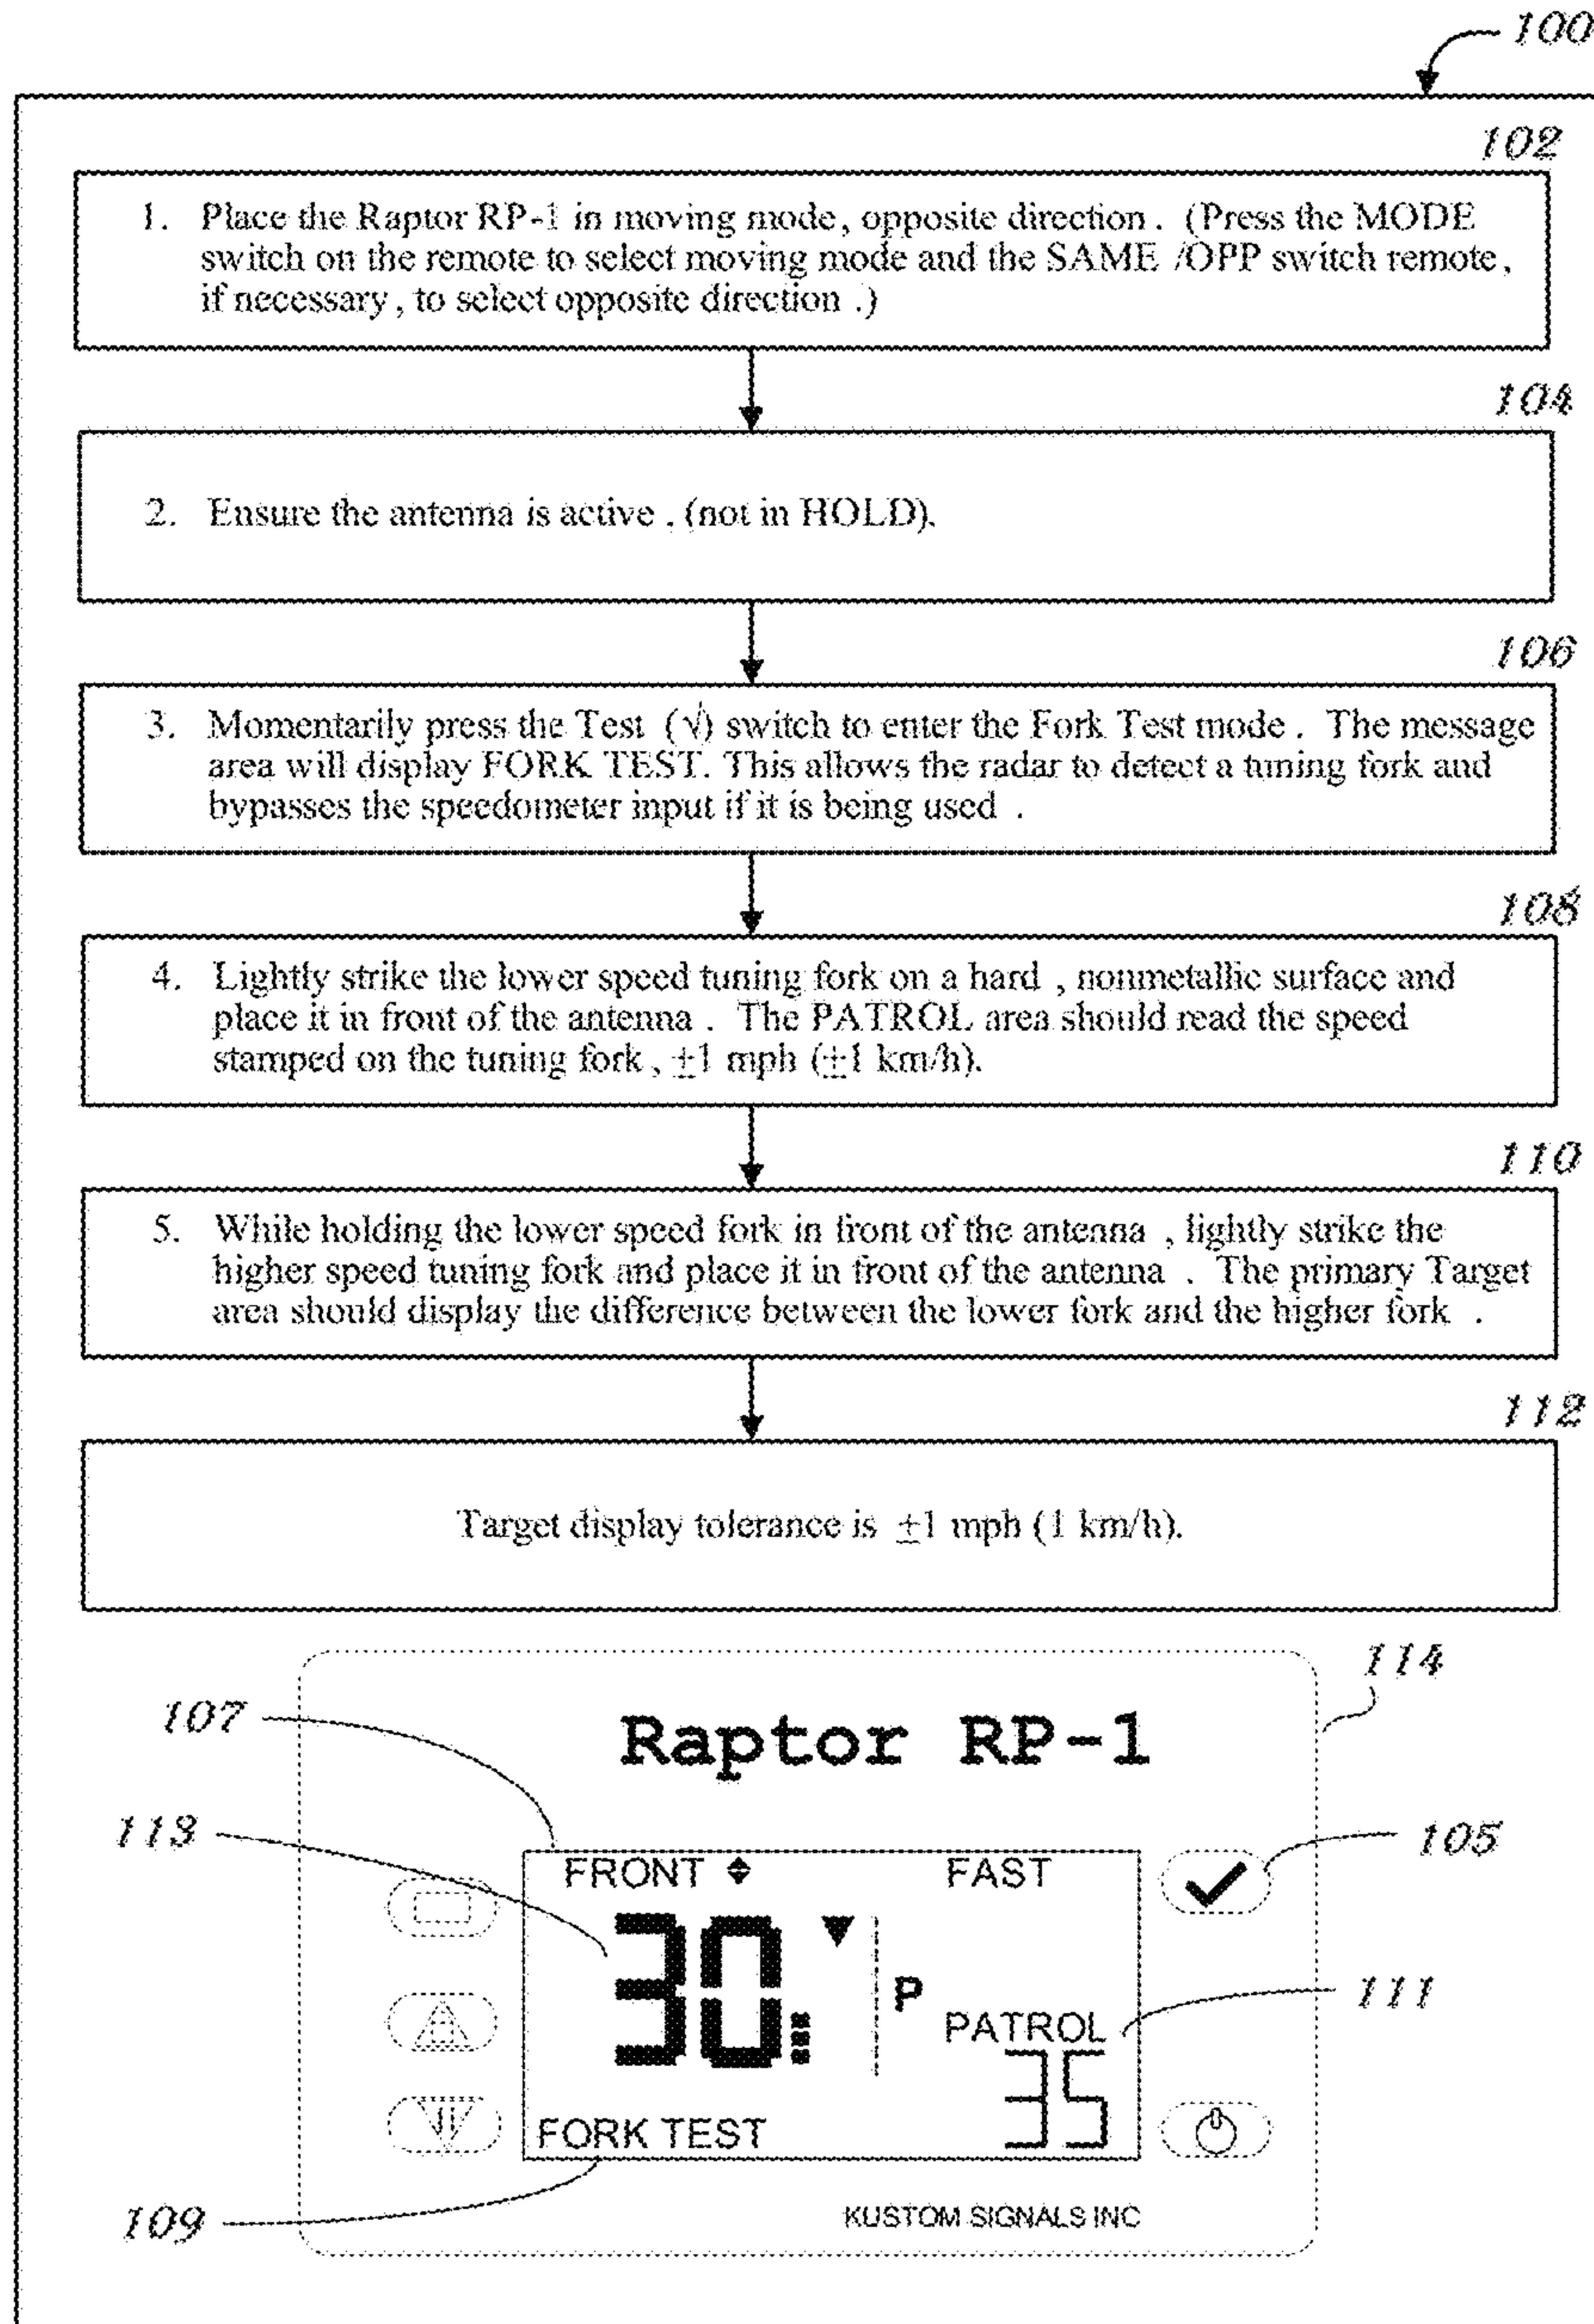 100
102
1. Place the Raptor RP-1 in moving mode, opposite direction. (Press the MODE
switch on the remote to select moving mode and the SAME /OPP switch remote,
if necessary, to select opposite direction.)
104
2. Ensure the antenna is active, (not in HOLD).
106
3. Momentarily press the Test (√) switch to enter the Fork Test mode. The message
area will display FORK TEST. This allows the radar to detect a tuning fork and
bypasses the speedometer input if it is being used.
108
4. Lightly strike the lower speed tuning fork on a hard, nonmetallic surface and
place it in front of the antenna. The PATROL area should read the speed
stamped on the tuning fork, ±1 mph (±1 km/h).
110
5. While holding the lower speed fork in front of the antenna, lightly strike the
higher speed tuning fork and place it in front of the antenna. The primary Target
area should display the difference between the lower fork and the higher fork.
112
Target display tolerance is ±1 mph (1 km/h).
114
107
Raptor RP-1
113
105
FRONT FAST
30
P
111
PATROL
35
FORK TEST
109
KUSTOM SIGNALS INC